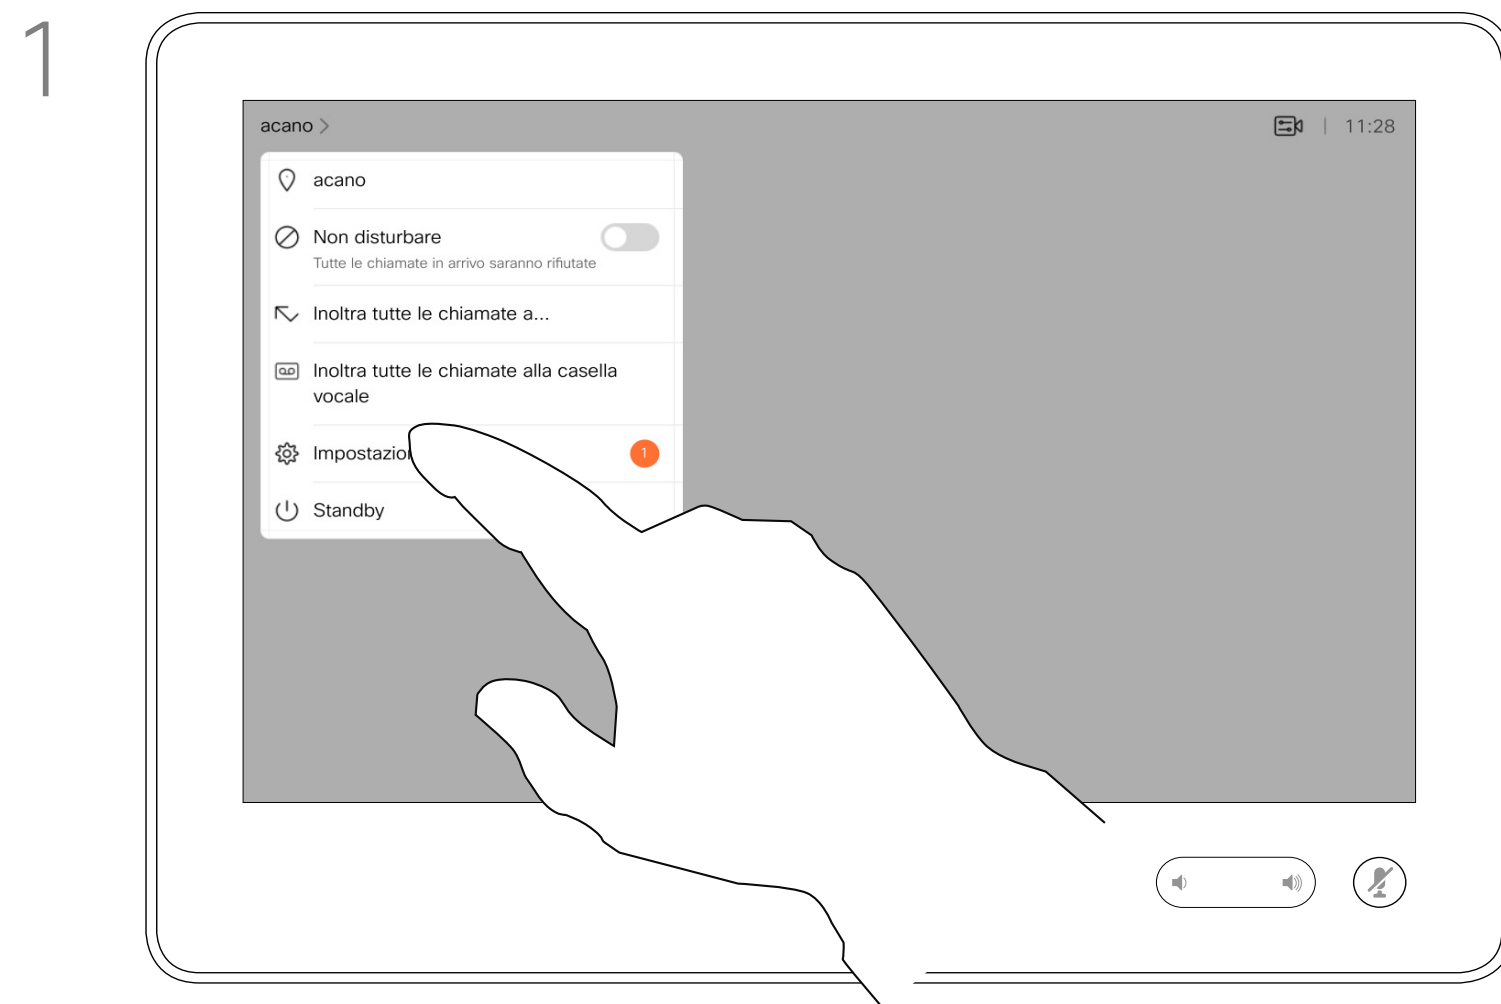 1
acano
11:28
acano
Non disturbare
Tutte le chiamate in arrivo saranno rifiutate
Inoltra tutte le chiamate a...
Inoltra tutte le chiamate alla casella
vocale
1
Standby